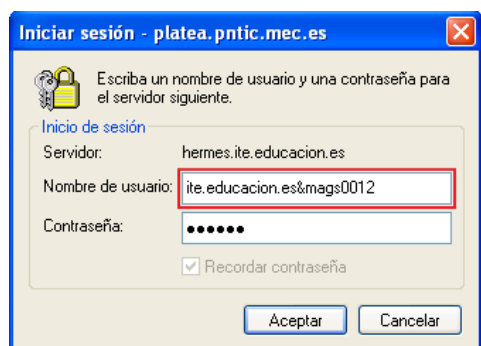 Iniciar sesión - platea.pntic.mec.es
Escriba un nombre de usuario y una contraseña para
el servidor siguiente.
Inicio de sesión
Servidor: hermes.ite.educacion.es
Nombre de usuario: ite.educacion.es&mags0012
Contraseña: ●●●●●●
Recordar contraseña
Aceptar Cancelar